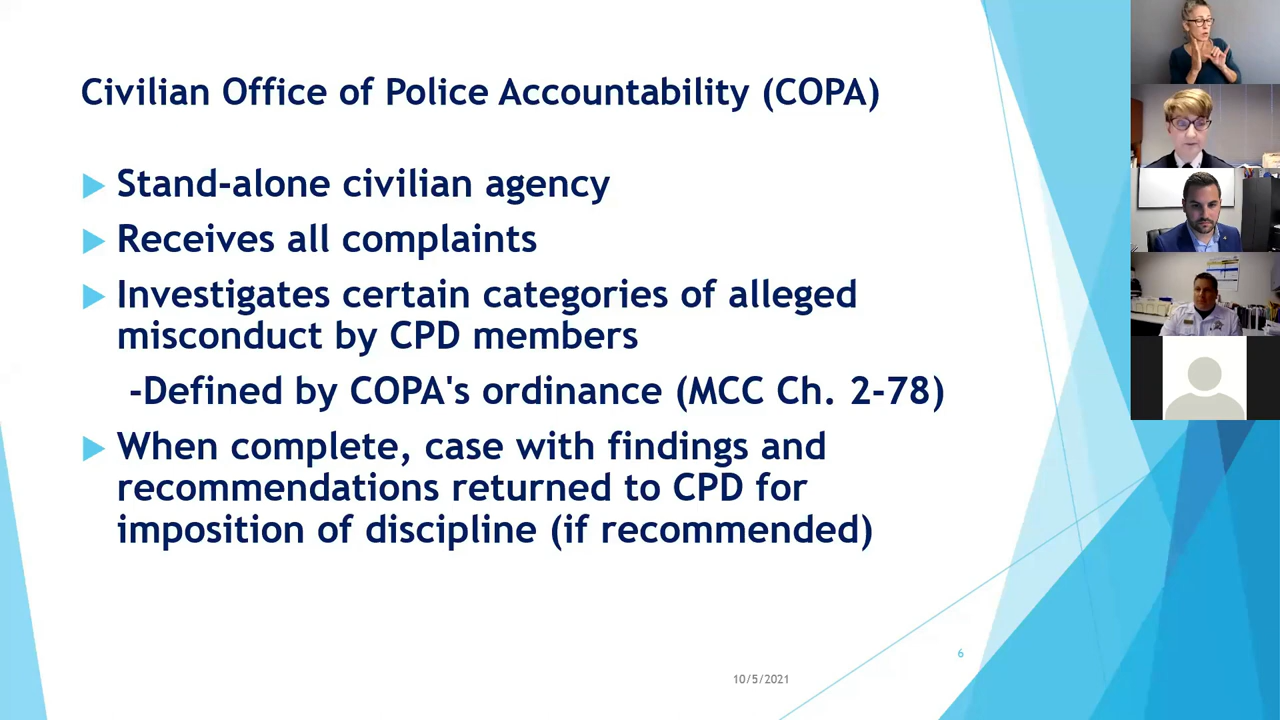 Civilian Office of Police Accountability (COPA)
Stand-alone civilian agency
Receives all complaints
Investigates certain categories of alleged
misconduct by CPD members
-Defined by COPA's ordinance (MCC Ch. 2-78)
When complete, case with findings and
recommendations returned to CPD for
imposition of discipline (if recommended)
6
10/5/2021